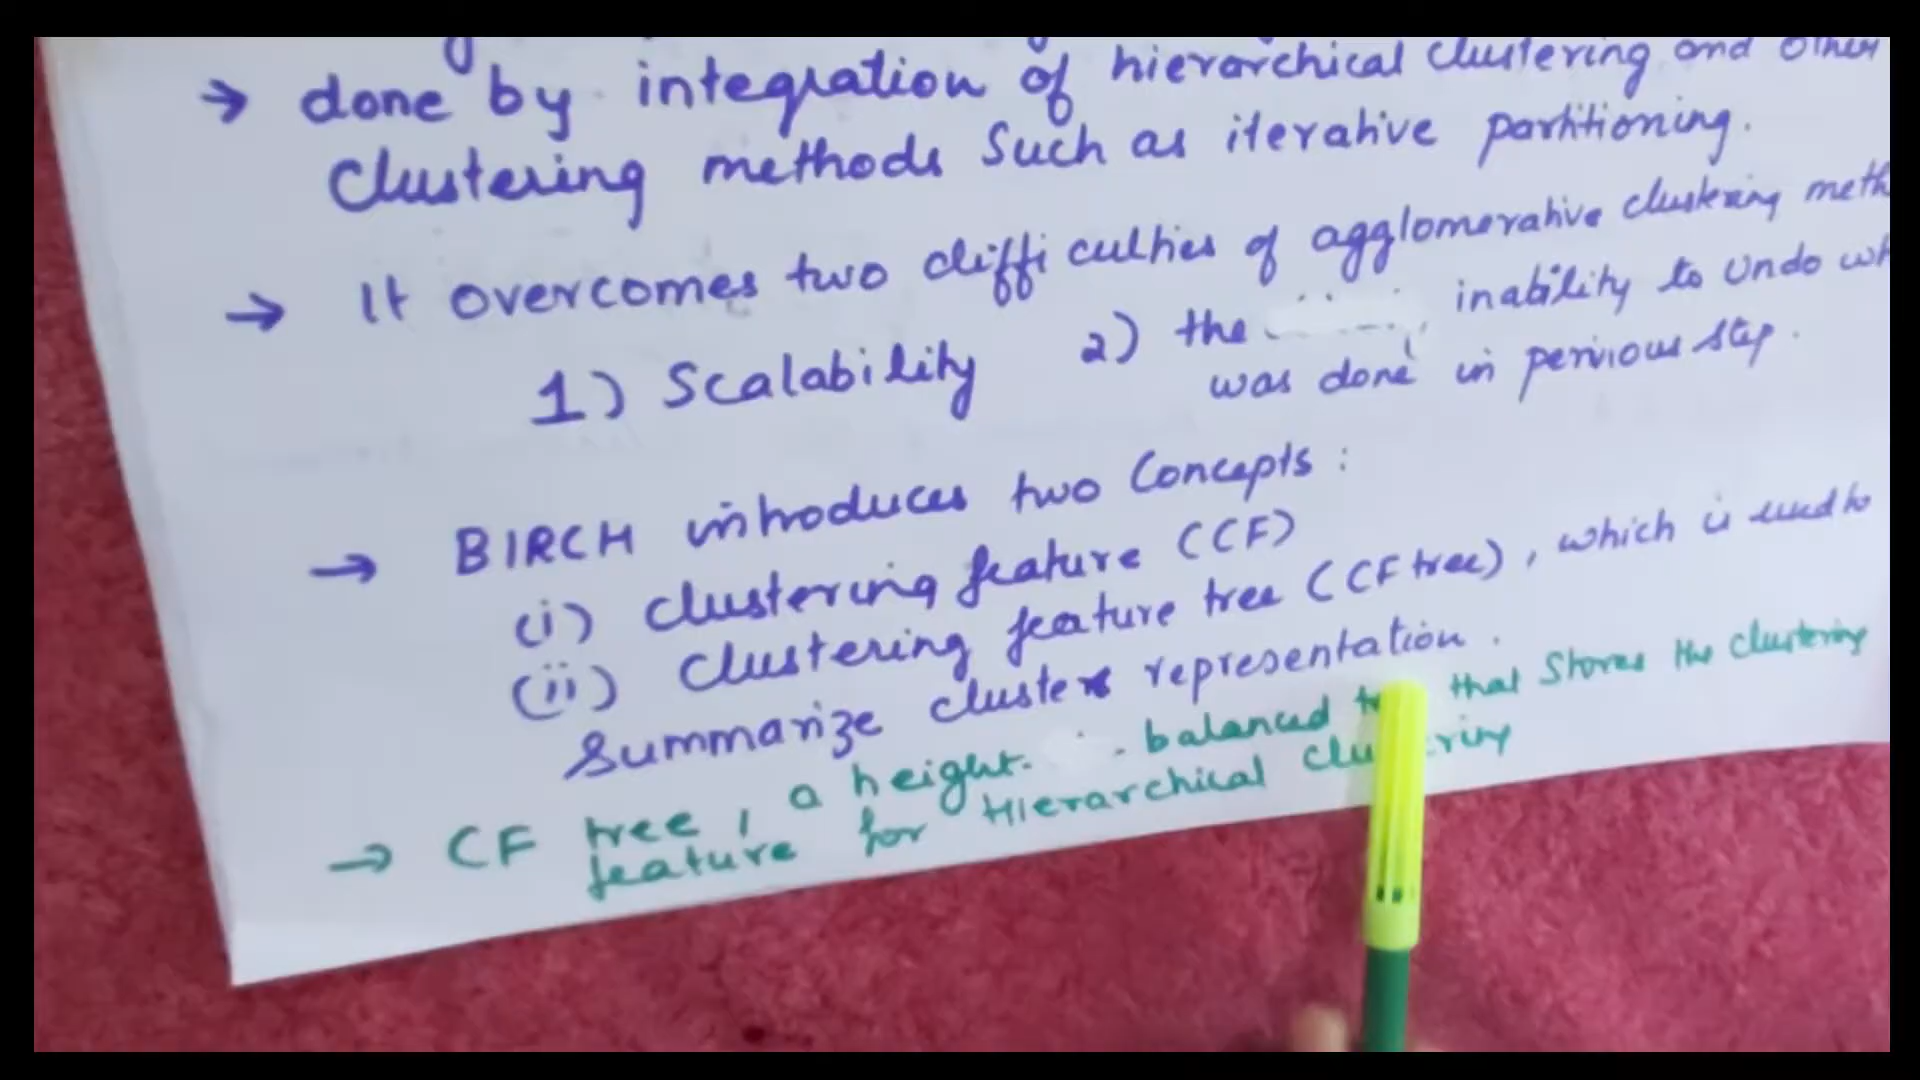 → done by integration of hierarchical clustering and other
clustering methods such as iterative partitioning.
→ It overcomes two difficulties of agglomerative clustering meth
1) Scalability 2) the inability to undo wh
was done in pervious step.
→ BIRCH introduces two Concepts:
(i) clustering feature (CF)
(ii) clustering feature tree (CF tree), which is used to
Summarize cluster representation.
→ CF tree, a height. balanced that Stores the clustering
feature for Hierarchical clustering